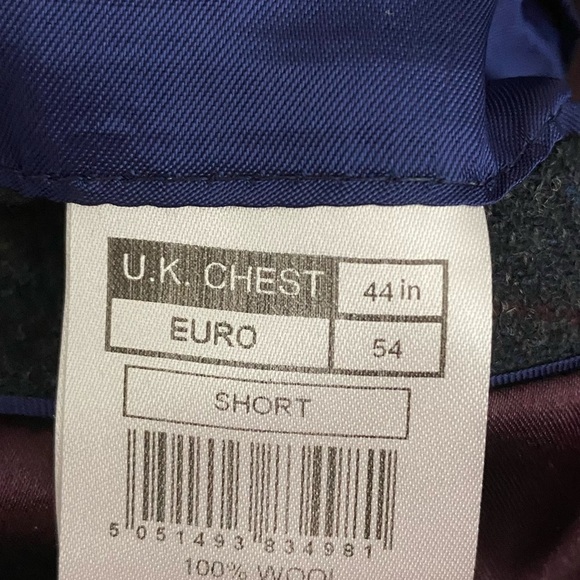 U.K. CHEST 44 in
EURO 54
SHORT
5 051493 834981
100% WOOL